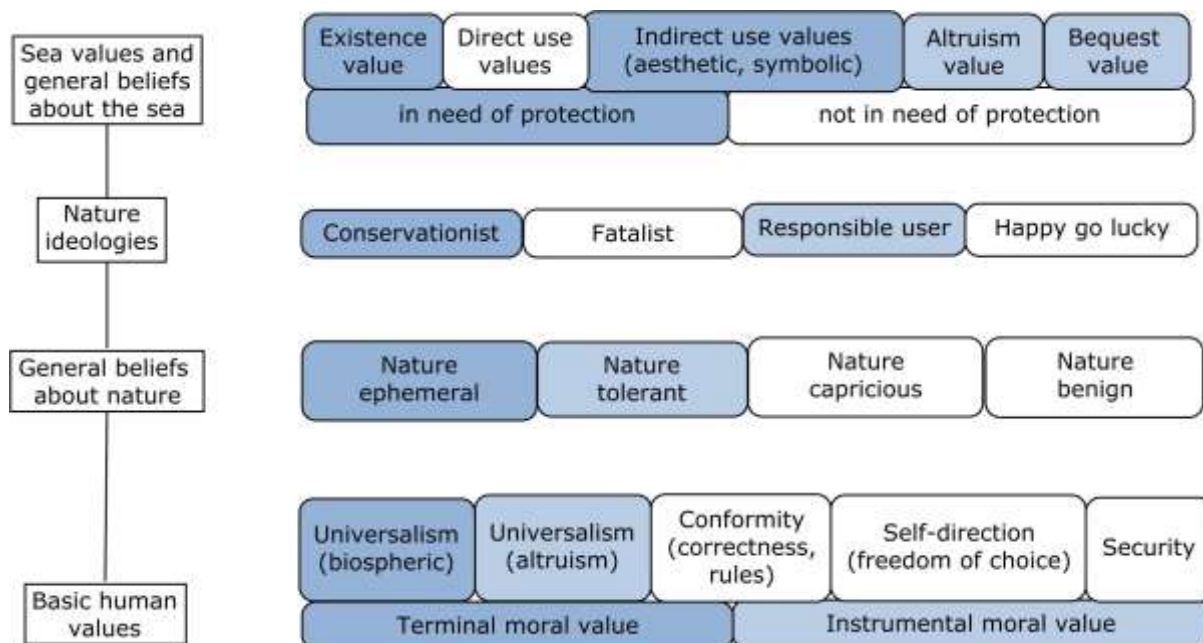 Sea values and
general beliefs
about the sea
Existence
value
Direct use
values
Indirect use values
(aesthetic, symbolic)
Altruism
value
Bequest
value
in need of protection
not in need of protection
Nature
ideologies
Conservationist
Fatalist
Responsible user
Happy go lucky
General beliefs
about nature
Nature
ephemeral
Nature
tolerant
Nature
capricious
Nature
benign
Basic human
values
Universalism
(biospheric)
Universalism
(altruism)
Conformity
(correctness,
rules)
Self-direction
(freedom of choice)
Security
Terminal moral value
Instrumental moral value